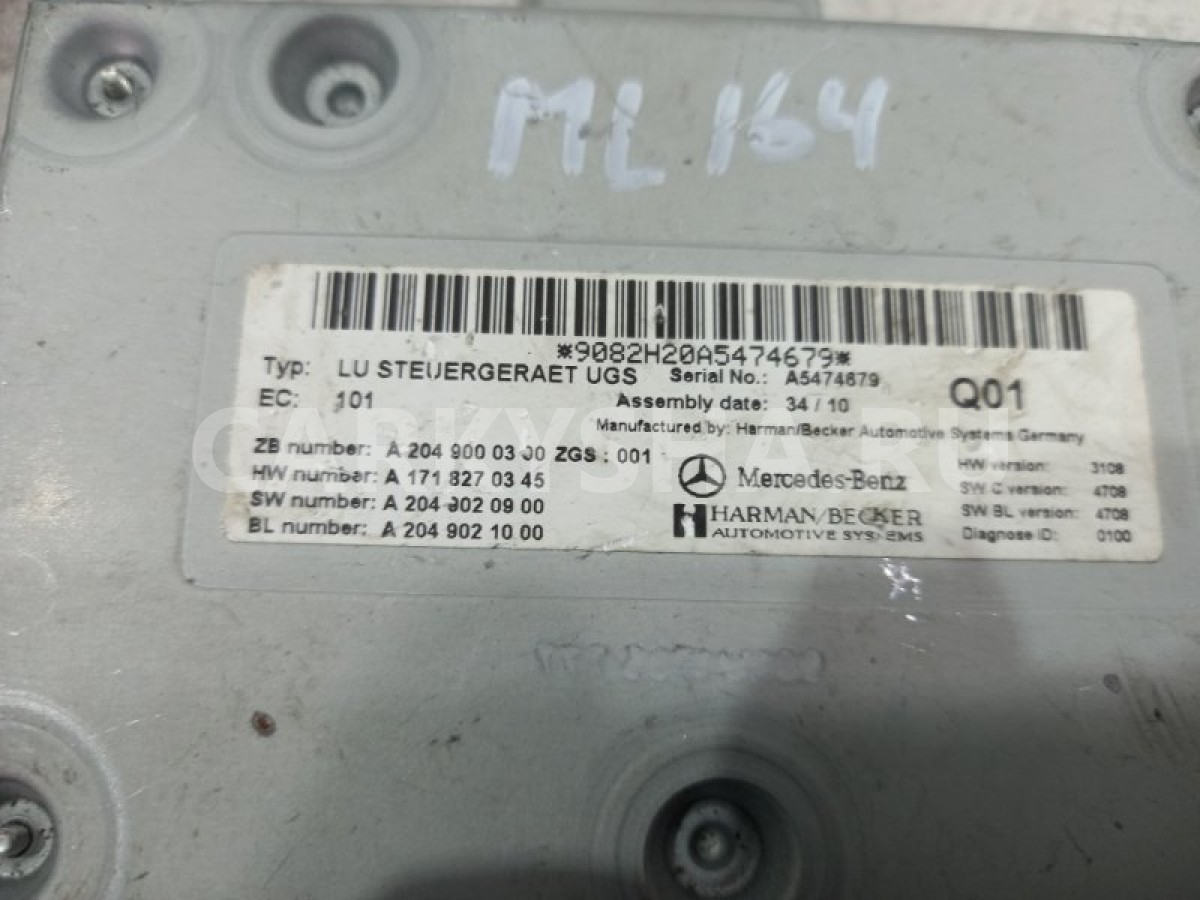 ML 164
*9082H20A5474679*
Typ: LU STEUERGERAET UGS Serial No.: A5474679
EC: 101 Assembly date: 34 / 10 Q01
Manufactured by: Harman/Becker Automotive Systems Germany
ZB number: A 204 900 03 00 ZGS : 001
HW number: A 171 827 03 45
SW number: A 204 902 09 00
BL number: A 204 902 10 00
Mercedes-Benz
HARMAN/BECKER
AUTOMOTIVE SYSTEMS
HW version: 3108
SW C version: 4708
SW BL version: 4708
Diagnose ID: 0100